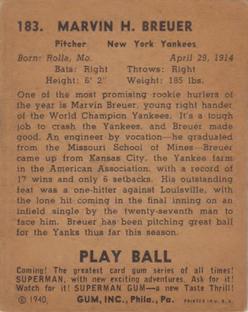 183. MARVIN H. BREUER
Pitcher New York Yankees
Born: Rolla, Mo. April 29, 1914
Bats: Right Throws: Right
Height: 6' 2" Weight: 185 lbs.
One of the most promising rookie hurlers
of the year is Marvin Breuer, young right hander
of the World Champion Yankees. It's a tough
job to crash the Yankees, and Breuer made
good. An engineer by vocation—he graduated
from the Missouri School of Mines—Breuer
came up from Kansas City, the Yankee farm
in the American Association, with a record of
17 wins and only 6 setbacks. His outstanding
feat was a one-hitter against Louisville, with
the lone hit coming in the final inning on an
infield single by the twenty-seventh man to
face him. Breuer has been pitching great ball
for the Yanks thus far this season.
PLAY BALL
Coming! The greatest card gum series of all times!
SUPERMAN, with new exciting adventures. Ask for it!
Watch for it! SUPERMAN GUM—a new Taste Thrill!
© 1940, GUM, INC., Phila., Pa. PRINTED IN U. S. A.